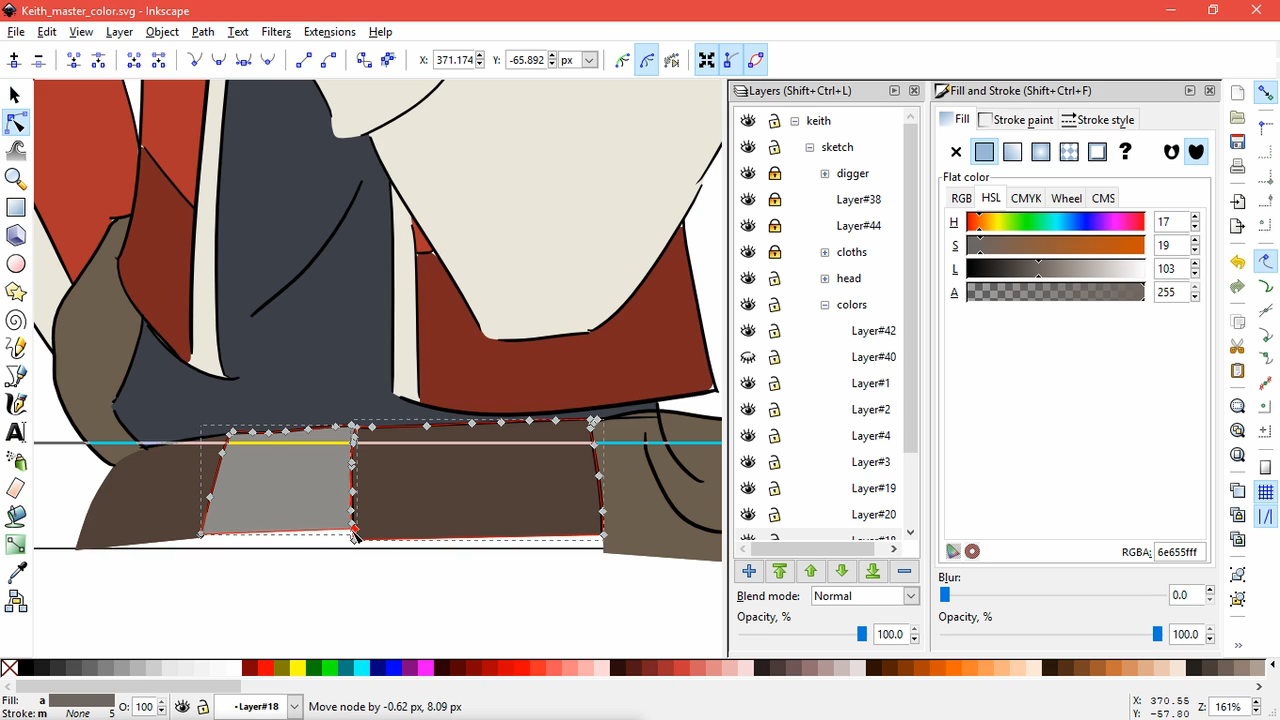 Keith_master_color.svg - Inkscape
File Edit View Layer Object Path Text Filters Extensions Help
X: 371.174 Y: -65.892 px
Layers (Shift+Ctrl+L)
keith
sketch
digger
Layer#38
Layer#44
cloths
head
colors
Layer#42
Layer#40
Layer#1
Layer#2
Layer#4
Layer#3
Layer#19
Layer#20
Blend mode: Normal
Opacity, %
100.0
Fill and Stroke (Shift+Ctrl+F)
Fill Stroke paint Stroke style
?
Flat color
RGB HSL CMYK Wheel CMS
H 17
S 19
L 103
A 255
RGBA: 6e655fff
Blur:
0.0
Opacity, %
100.0
Fill: a
Stroke: m None 5
O: 100
Layer#18
Move node by -0.62 px, 8.09 px
X: 370.55
Y: -57.80
Z: 161%